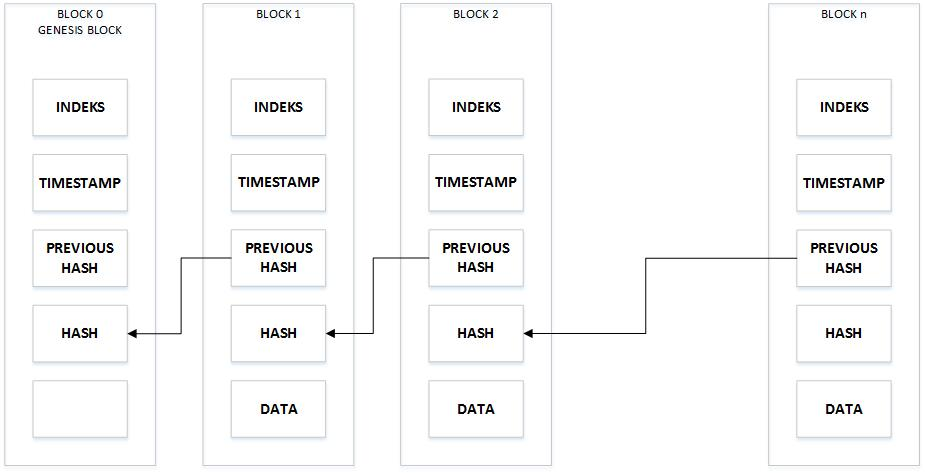 BLOCK 0
GENESIS BLOCK
INDEKS
TIMESTAMP
PREVIOUS
HASH
HASH
BLOCK 1
INDEKS
TIMESTAMP
PREVIOUS
HASH
HASH
DATA
BLOCK 2
INDEKS
TIMESTAMP
PREVIOUS
HASH
HASH
DATA
BLOCK n
INDEKS
TIMESTAMP
PREVIOUS
HASH
HASH
DATA